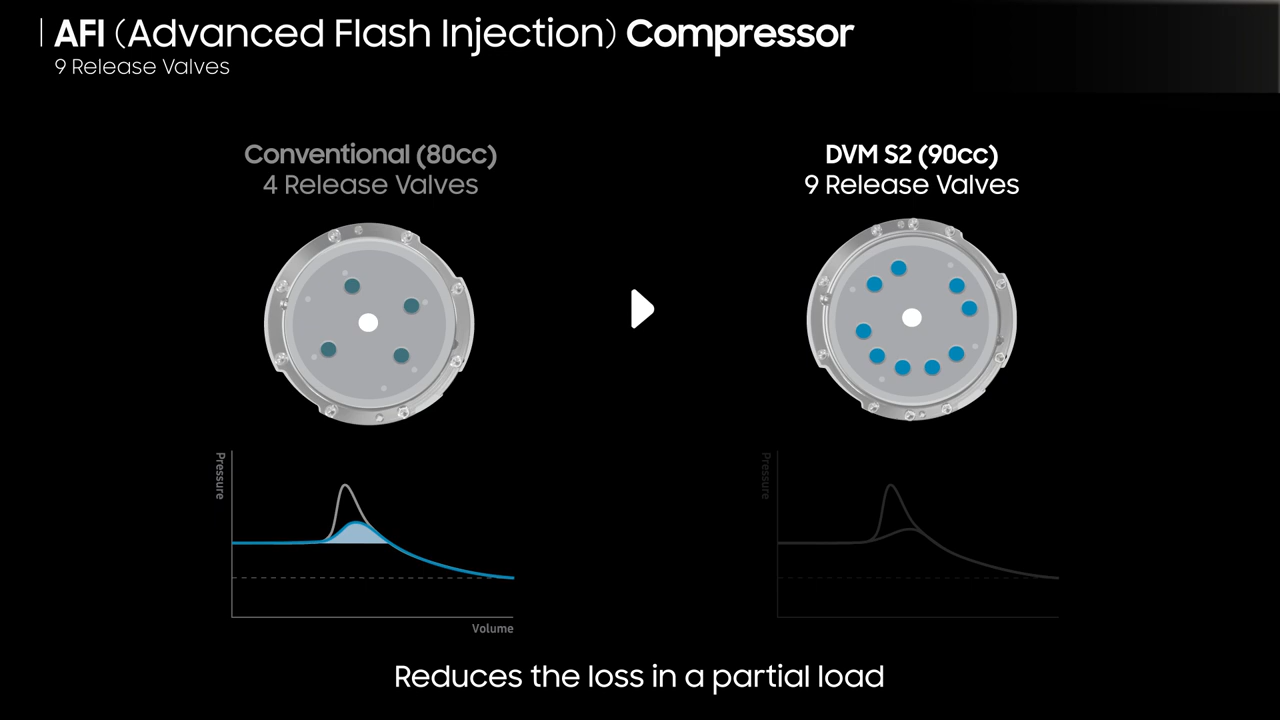 AFI (Advanced Flash Injection) Compressor
9 Release Valves
Conventional (80cc)
4 Release Valves
DVM S2 (90cc)
9 Release Valves
Pressure
Volume
Pressure
Reduces the loss in a partial load